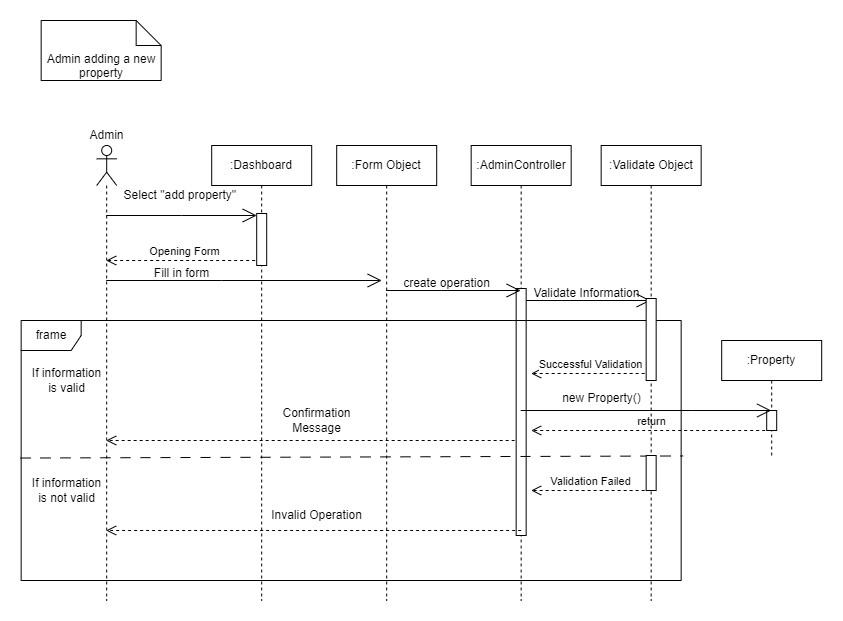 Admin adding a new
property
Admin
:Dashboard
:Form Object
:AdminController
:Validate Object
Select "add property"
Opening Form
Fill in form
create operation
Validate Information
frame
If information
is valid
Successful Validation
:Property
new Property()
return
Confirmation
Message
If information
is not valid
Validation Failed
Invalid Operation